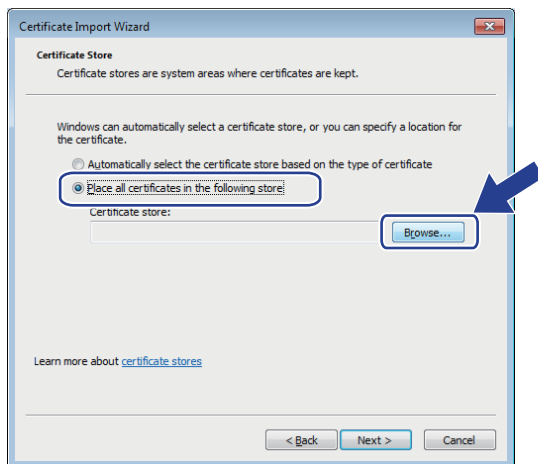 Certificate Import Wizard
Certificate Store
Certificate stores are system areas where certificates are kept.
Windows can automatically select a certificate store, or you can specify a location for
the certificate.
Automatically select the certificate store based on the type of certificate
Place all certificates in the following store
Certificate store:
Browse...
Learn more about certificate stores
< Back
Next >
Cancel